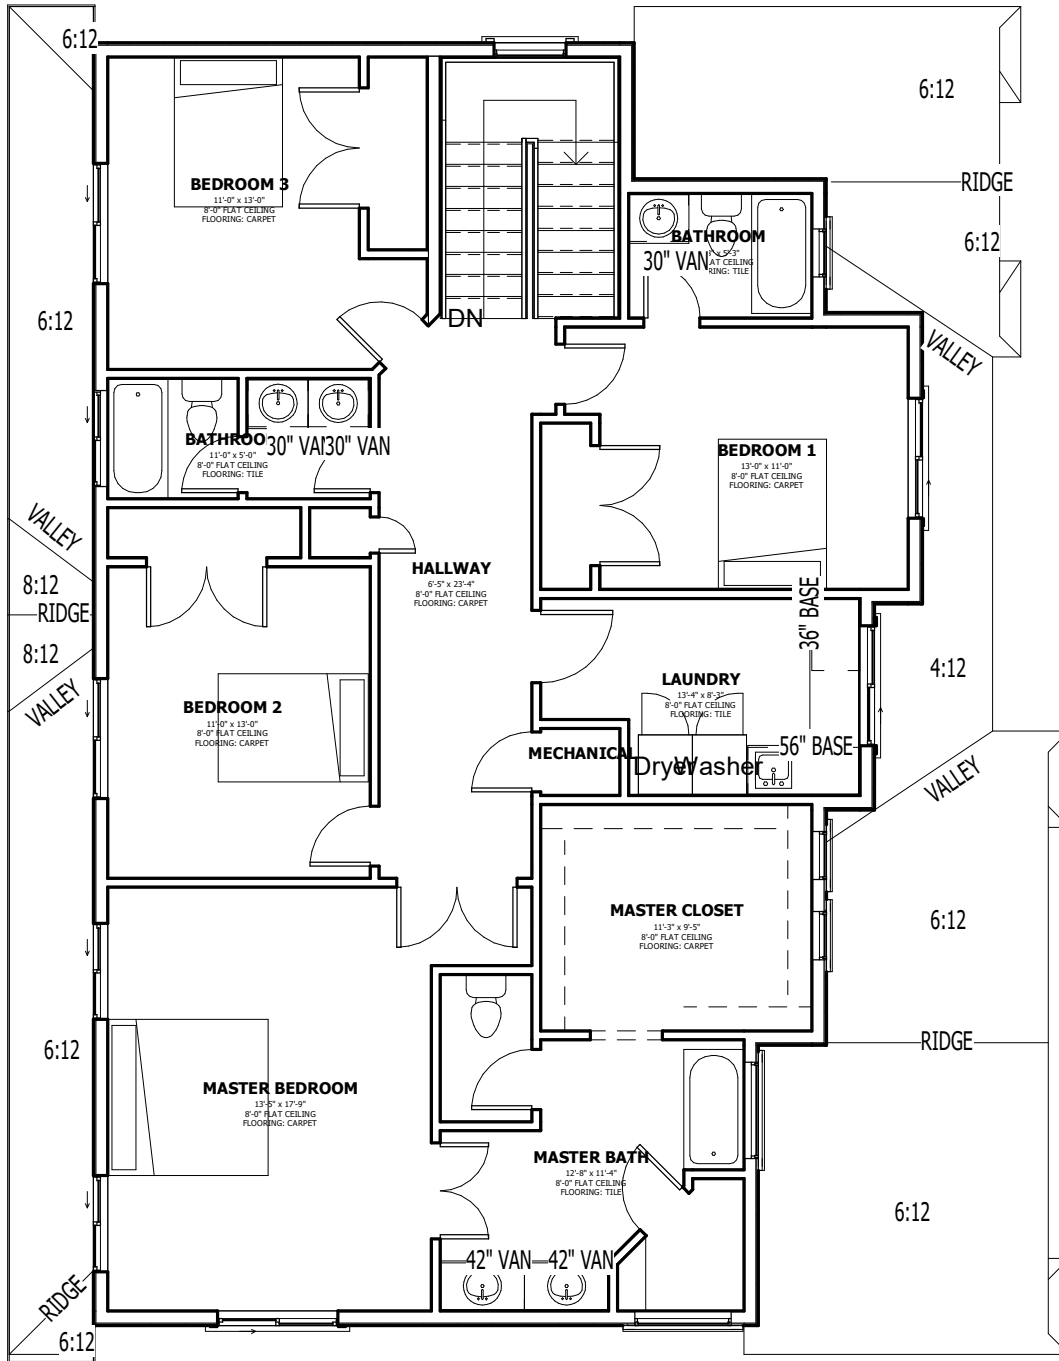 6:12
6:12
RIDGE
6:12
BEDROOM 3
11'-0" x 13'-0"
8'-0" FLAT CEILING
FLOORING: CARPET
BATHROOM
x 5'-3"
AT CEILING
RING: TILE
30" VAN
6:12
DN
VALLEY
BATHROO
11'-0" x 5'-0"
8'-0" FLAT CEILING
FLOORING: TILE
30" VAN
30" VAN
BEDROOM 1
13'-0" x 11'-0"
8'-0" FLAT CEILING
FLOORING: CARPET
VALLEY
8:12
RIDGE
8:12
VALLEY
HALLWAY
6'-5" x 23'-4"
8'-0" FLAT CEILING
FLOORING: CARPET
36" BASE
4:12
LAUNDRY
13'-4" x 8'-3"
8'-0" FLAT CEILING
FLOORING: TILE
BEDROOM 2
11'-0" x 13'-0"
8'-0" FLAT CEILING
FLOORING: CARPET
MECHANICAL
Dryer
Washer
56" BASE
VALLEY
MASTER CLOSET
11'-3" x 9'-5"
8'-0" FLAT CEILING
FLOORING: CARPET
6:12
6:12
RIDGE
MASTER BEDROOM
13'-5" x 17'-9"
8'-0" FLAT CEILING
FLOORING: CARPET
MASTER BATH
12'-8" x 11'-4"
8'-0" FLAT CEILING
FLOORING: TILE
6:12
42" VAN
42" VAN
RIDGE
6:12